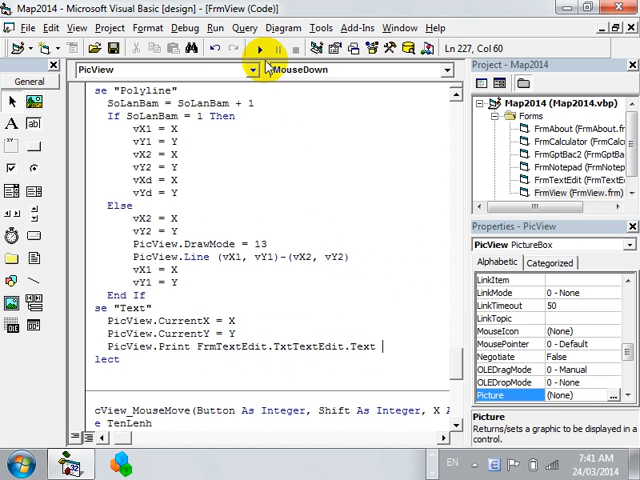 Map2014 - Microsoft Visual Basic [design] - [FrmView (Code)]
File Edit View Project Format Debug Run Query Diagram Tools Add-Ins Window Help
Ln 227, Col 60
General
PicView
MouseDown
se "Polyline"
SoLanBam = SoLanBam + 1
If SoLanBam = 1 Then
vX1 = X
vY1 = Y
vX2 = X
vY2 = Y
vXd = X
vYd = Y
Else
vX2 = X
vY2 = Y
PicView.DrawMode = 13
PicView.Line (vX1, vY1)-(vX2, vY2)
vX1 = X
vY1 = Y
End If
se "Text"
PicView.CurrentX = X
PicView.CurrentY = Y
PicView.Print FrmTextEdit.TxtTextEdit.Text
lect
cView_MouseMove(Button As Integer, Shift As Integer, X A
e TenLenh
Project - Map2014
Map2014 (Map2014.vbp)
Forms
FrmAbout (FrmAbout.fr
FrmCalculator (FrmCalc
FrmGptBac2 (FrmGptBa
FrmNotepad (FrmNotep
FrmTextEdit (FrmTextE
FrmView (FrmView.frm)
Properties - PicView
PicView PictureBox
Alphabetic Categorized
LinkItem
LinkMode 0 - None
LinkTimeout 50
LinkTopic
MouseIcon (None)
MousePointer 0 - Default
Negotiate False
OLEDragMode 0 - Manual
OLEDropMode 0 - None
Picture (None) ...
Picture
Returns/sets a graphic to be displayed in a
control.
EN
7:41 AM
24/03/2014